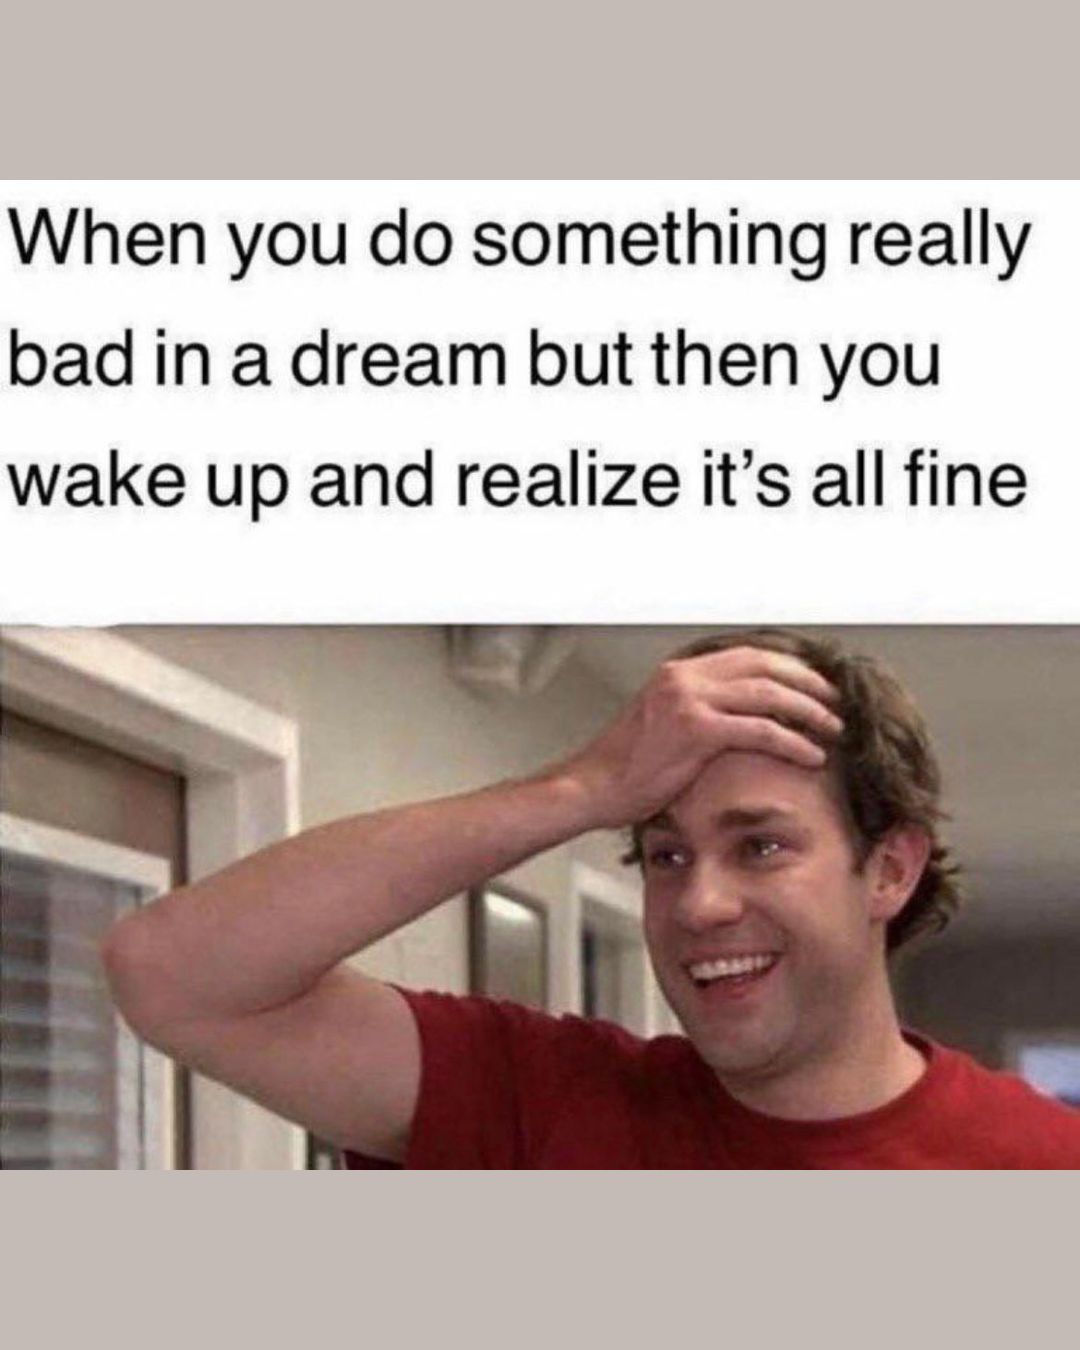 When you do something really
bad in a dream but then you
wake up and realize it’s all fine